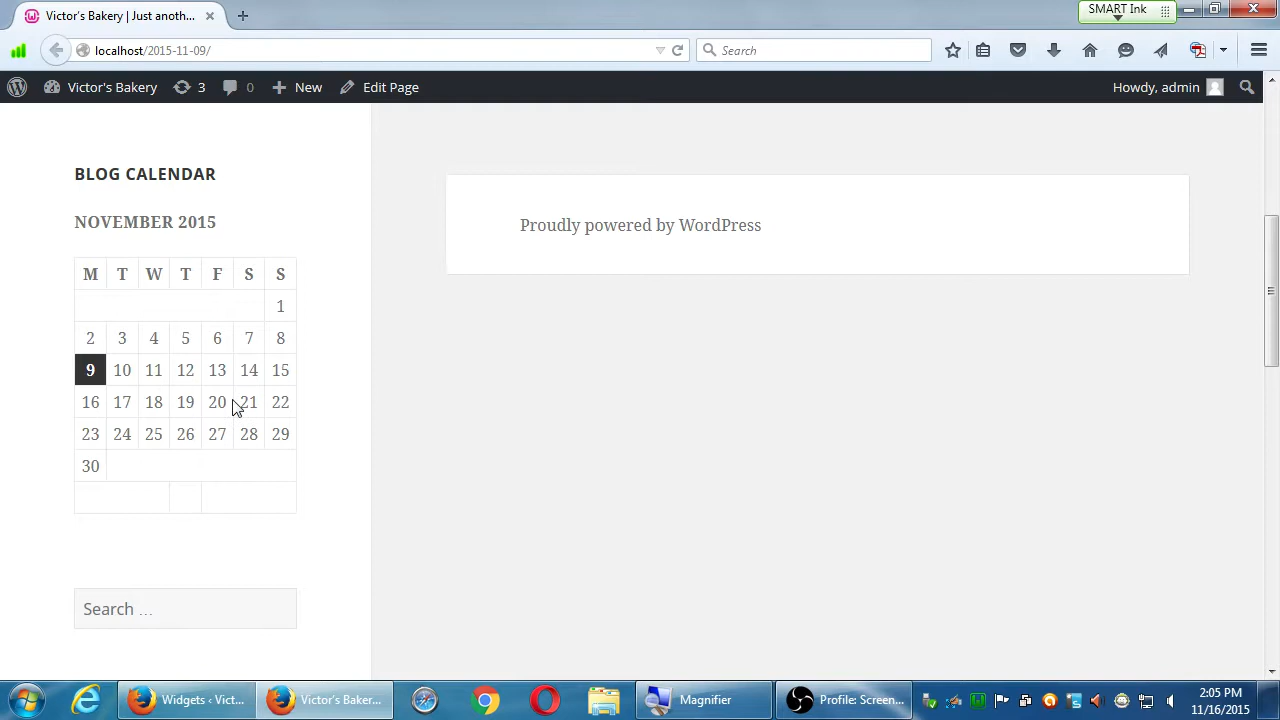 Victor's Bakery | Just anoth...
SMART Ink
localhost/2015-11-09/
Search
Victor's Bakery
3
0
New
Edit Page
Howdy, admin
BLOG CALENDAR
NOVEMBER 2015
M T W T F S S
1
2 3 4 5 6 7 8
9 10 11 12 13 14 15
16 17 18 19 20 21 22
23 24 25 26 27 28 29
30
Search …
Proudly powered by WordPress
Widgets ‹ Vict...
Victor's Baker...
Magnifier
Profile: Screen...
2:05 PM
11/16/2015